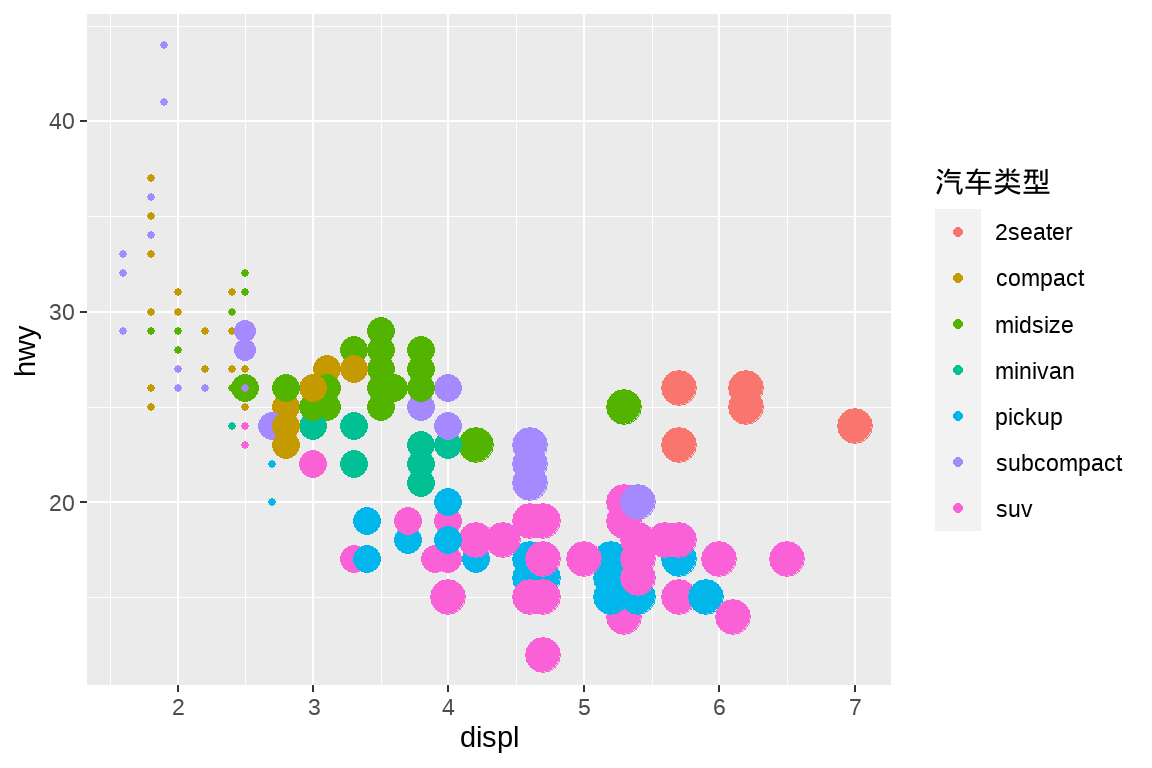 40
30
20
hwy
2
3
4
5
6
7
displ
汽车类型
2seater
compact
midsize
minivan
pickup
subcompact
suv